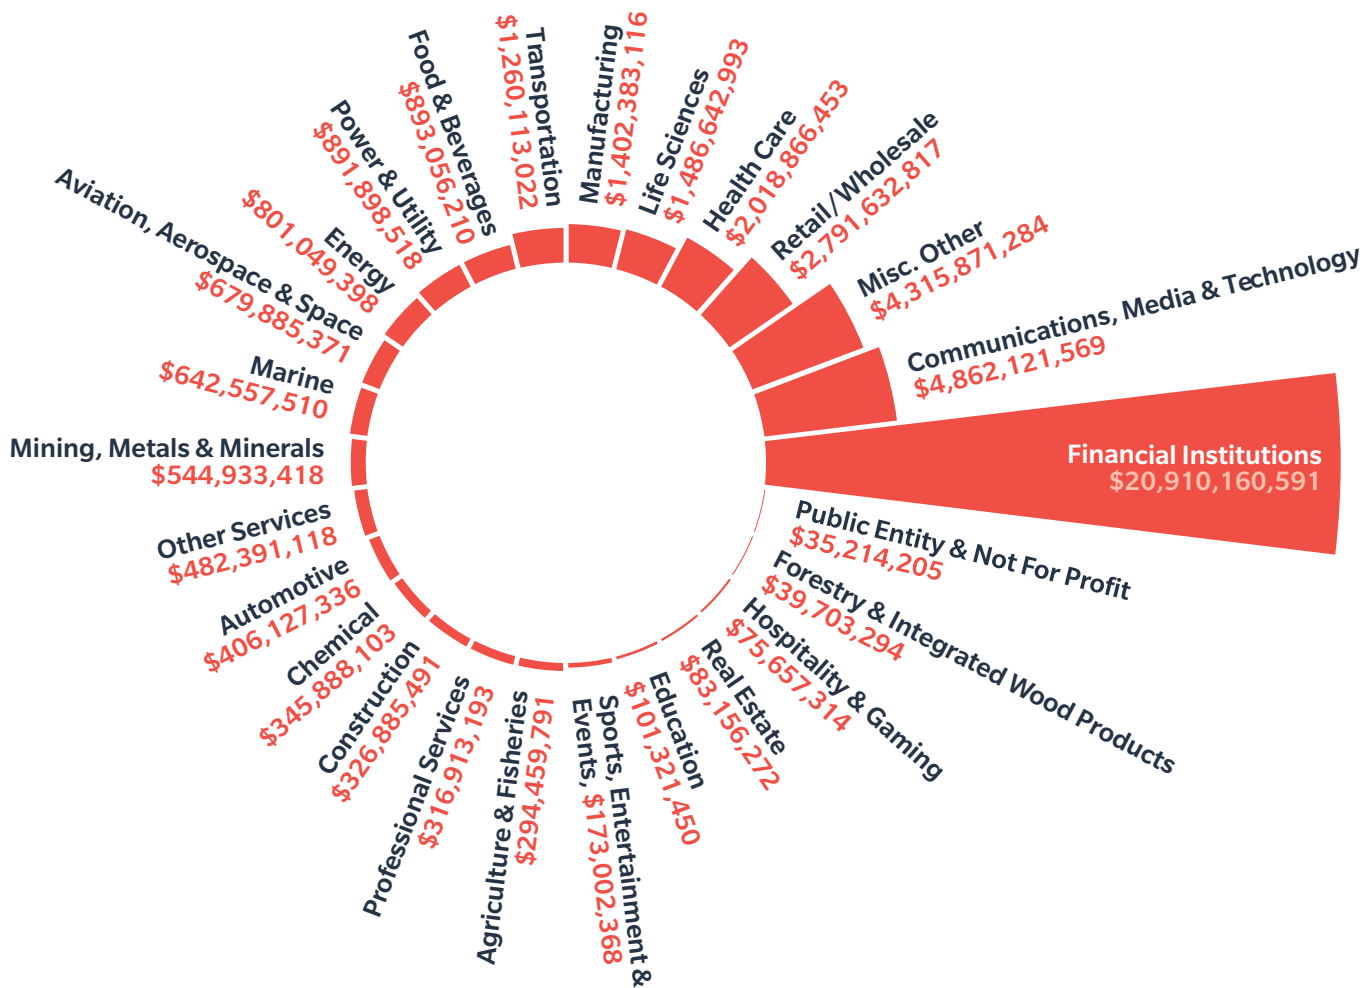 Financial Institutions
$20,910,160,591
Communications, Media & Technology
$4,862,121,569
Misc. Other
$4,315,871,284
Retail/Wholesale
$2,791,632,817
Health Care
$2,018,866,453
Life Sciences
$1,486,642,993
Manufacturing
$1,402,383,116
Transportation
$1,260,113,022
Food & Beverages
$893,056,210
Power & Utility
$891,898,518
Energy
$801,049,398
Aviation, Aerospace & Space
$679,885,371
Marine
$642,557,510
Mining, Metals & Minerals
$544,933,418
Other Services
$482,391,118
Automotive
$406,127,336
Chemical
$345,888,103
Construction
$326,885,491
Professional Services
$316,913,193
Agriculture & Fisheries
$294,459,791
Sports, Entertainment &
Events, $173,002,368
Education
$101,321,450
Real Estate
$83,156,272
Hospitality & Gaming
$75,657,314
Forestry & Integrated Wood Products
$39,703,294
Public Entity & Not For Profit
$35,214,205